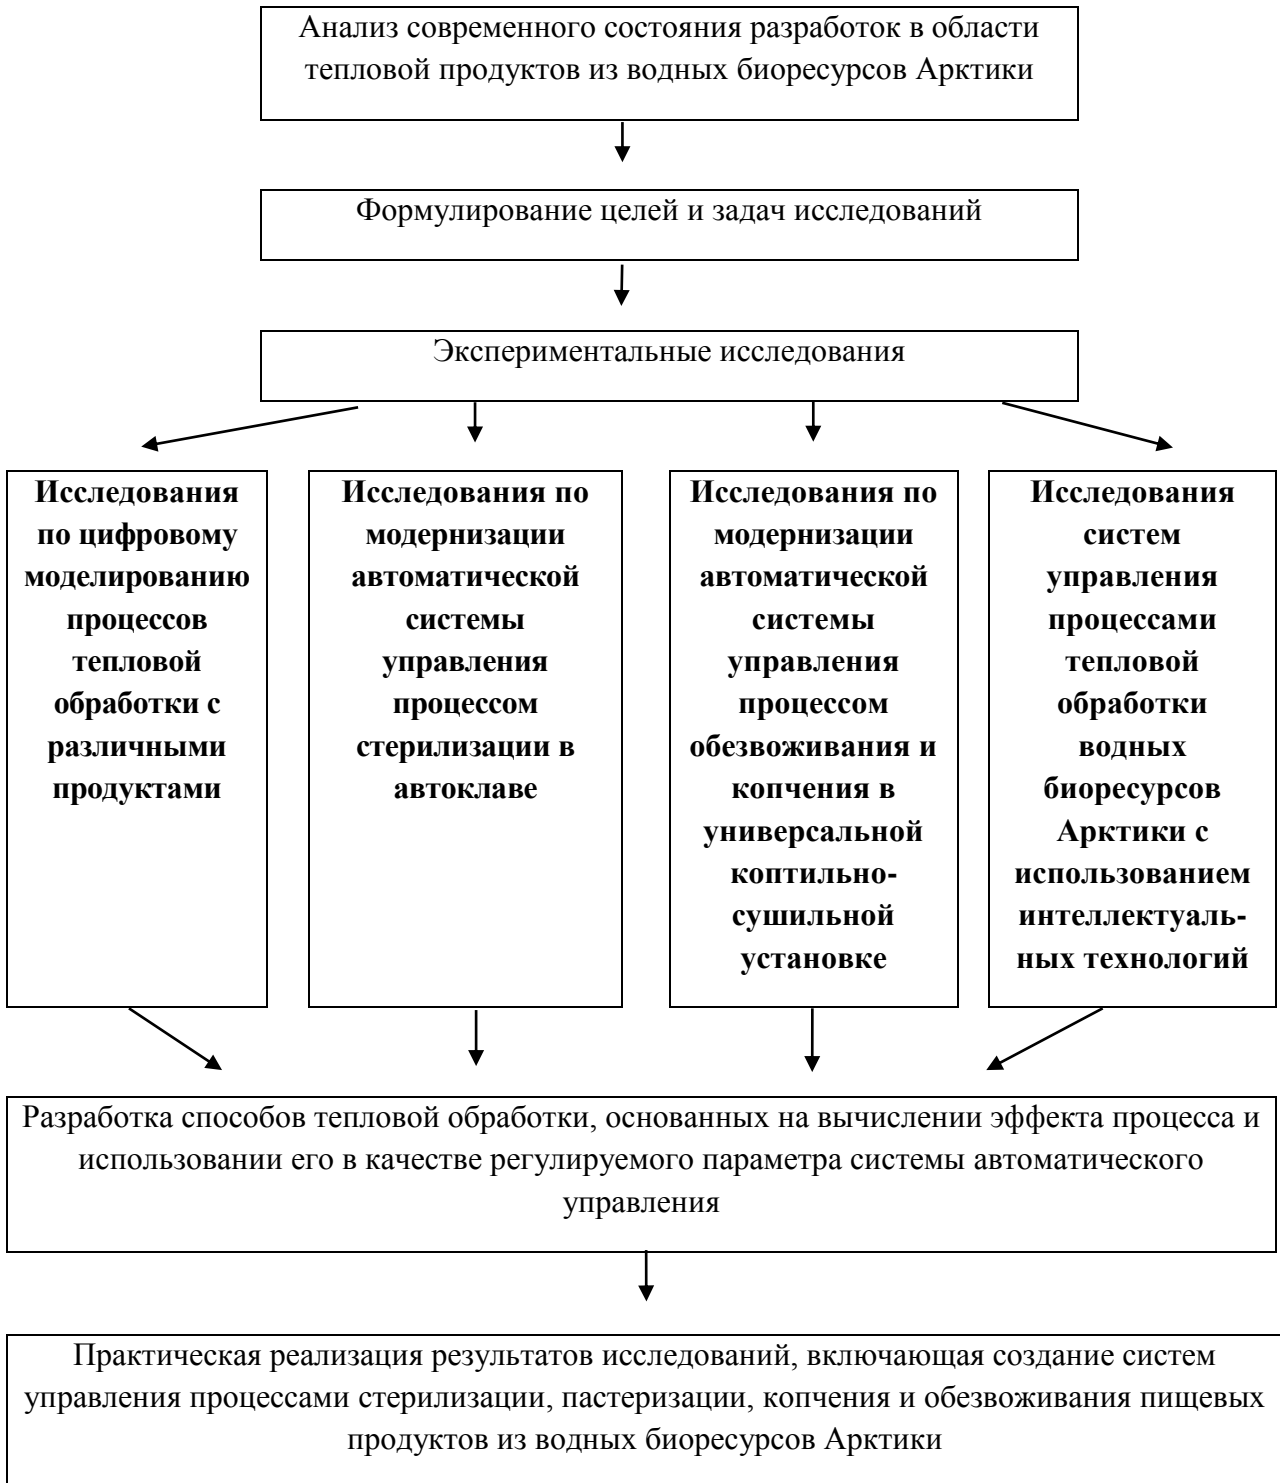 Анализ современного состояния разработок в области
тепловой продуктов из водных биоресурсов Арктики
Формулирование целей и задач исследований
Экспериментальные исследования
Исследования
по цифровому
моделированию
процессов
тепловой
обработки с
различными
продуктами
Исследования по
модернизации
автоматической
системы
управления
процессом
стерилизации в
автоклаве
Исследования по
модернизации
автоматической
системы
управления
процессом
обезвоживания и
копчения в
универсальной
коптильно-
сушильной
установке
Исследования
систем
управления
процессами
тепловой
обработки
водных
биоресурсов
Арктики с
использованием
интеллектуаль-
ных технологий
Разработка способов тепловой обработки, основанных на вычислении эффекта процесса и
использовании его в качестве регулируемого параметра системы автоматического
управления
Практическая реализация результатов исследований, включающая создание систем
управления процессами стерилизации, пастеризации, копчения и обезвоживания пищевых
продуктов из водных биоресурсов Арктики